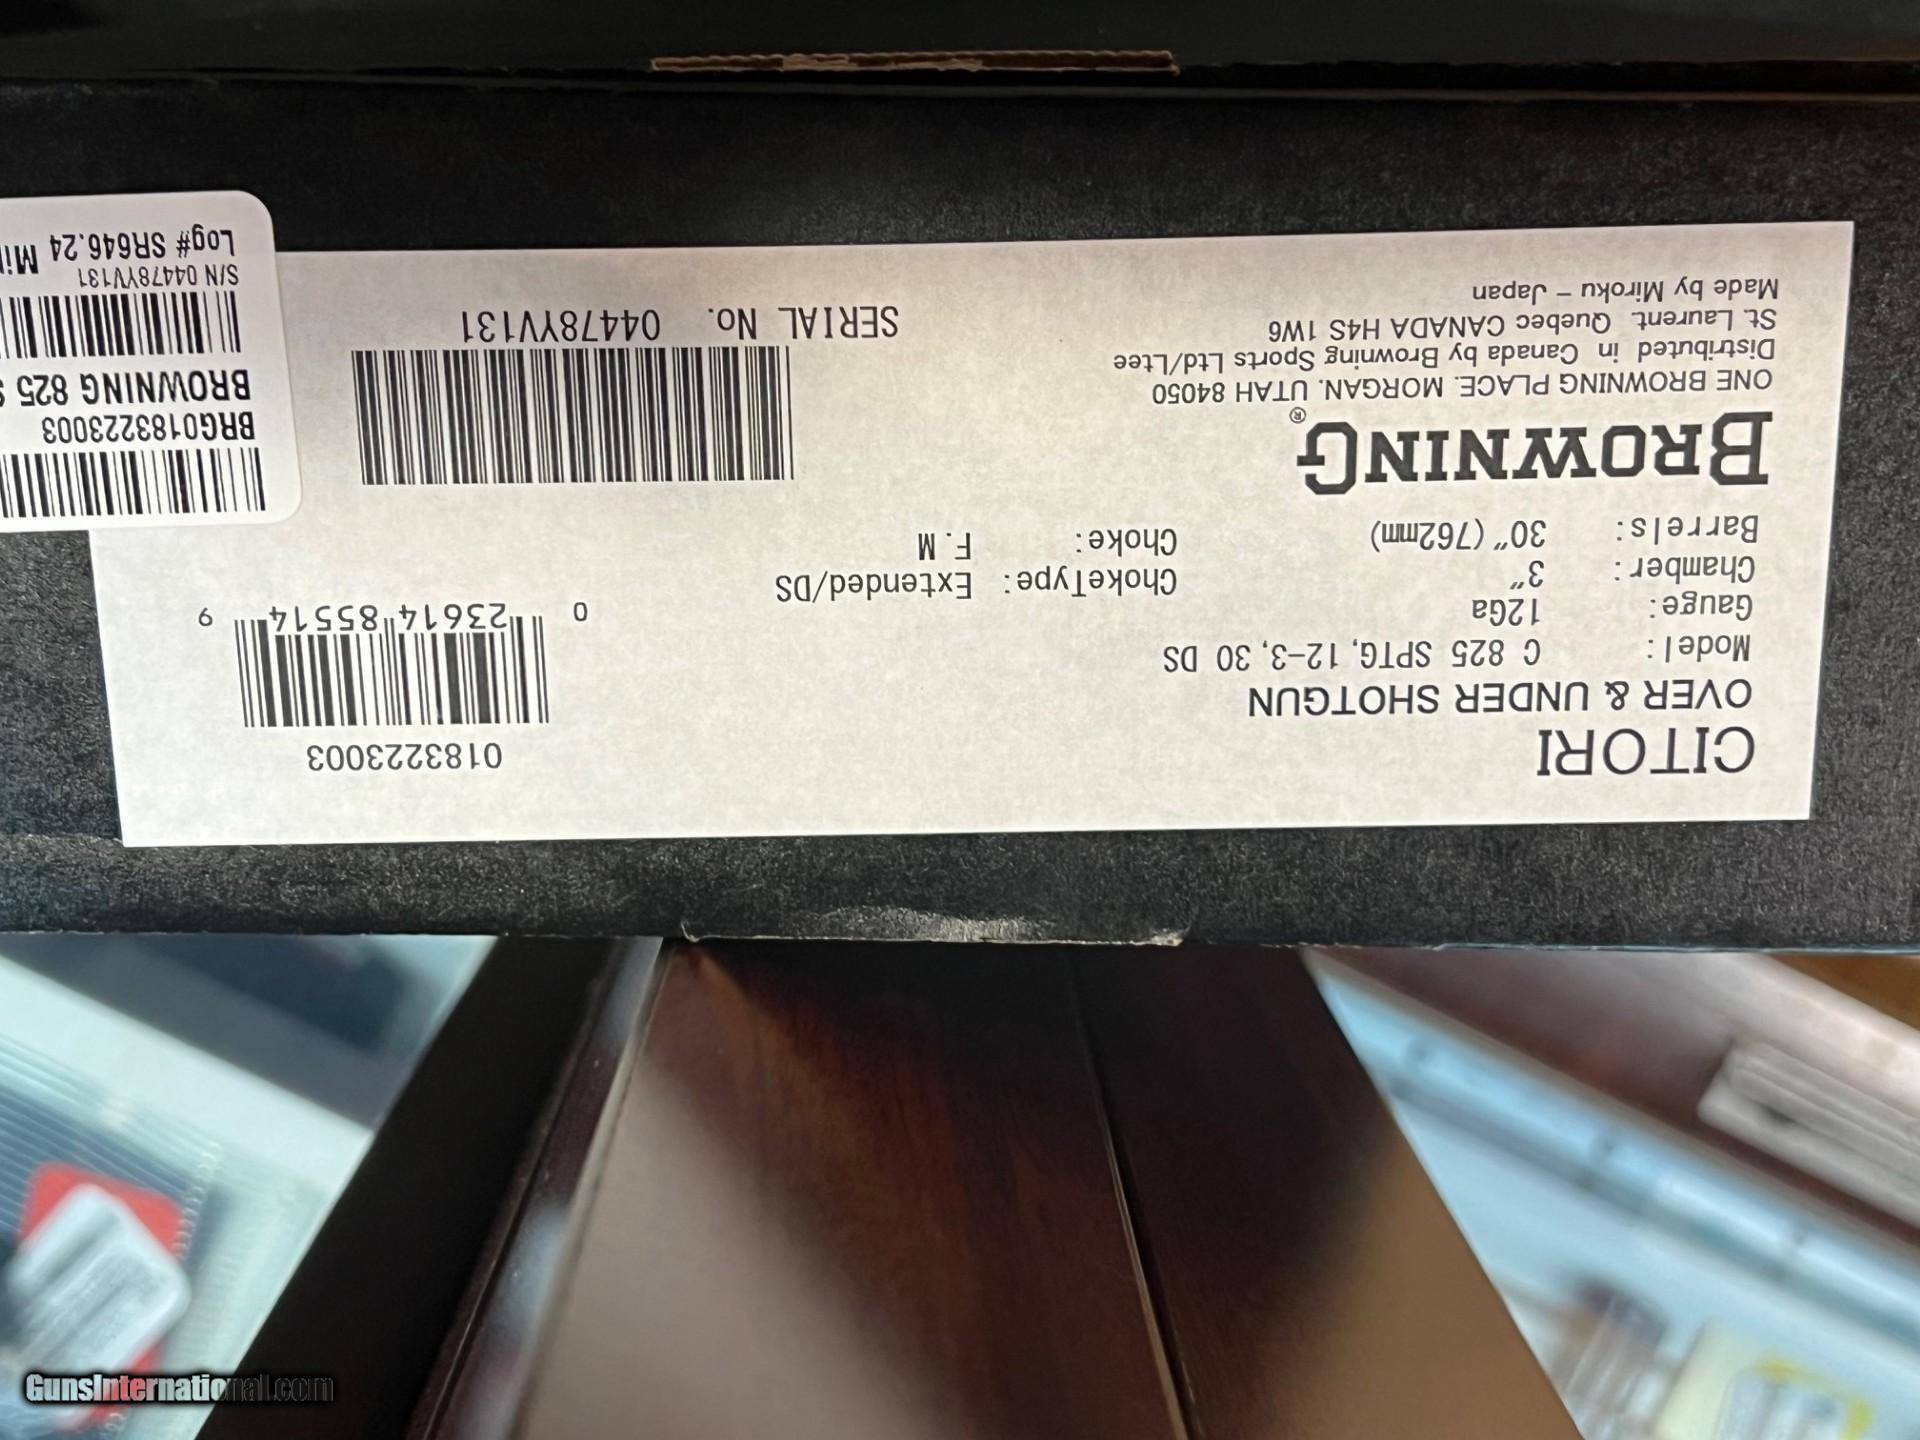 CITORI
OVER & UNDER SHOTGUN
Model: C 825 SPTG, 12-3, 30 DS
Gauge: 12Ga
Chamber: 3"
Barrels: 30" (762mm)
ChokeType: Extended/DS
Choke: F. M
0183223003
0 23614 85514 9
BROWNING®
ONE BROWNING PLACE. MORGAN. UTAH 84050
Distributed in Canada by Browning Sports Ltd/Ltee
St. Laurent. Quebec CANADA H4S 1W6
Made by Miroku - Japan
SERIAL No. 04478YV131
BRG0183223003
BROWNING 825
S/N 04478YV131
Log# SR646.24
GunsInternational.com